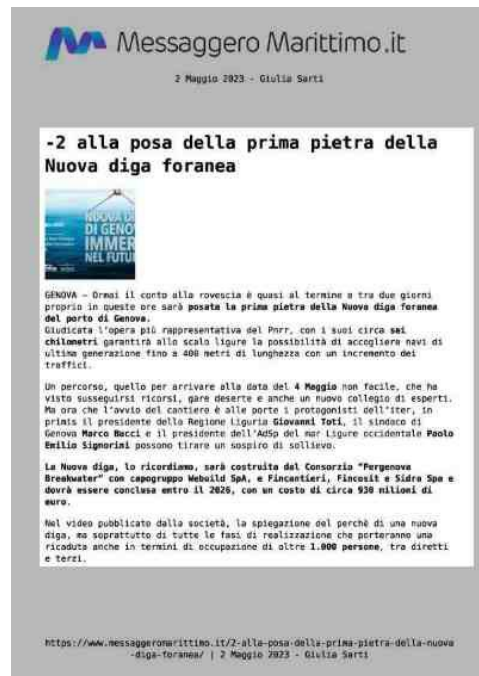 Messaggero Marittimo.it
2 Maggio 2023 - Giulia Sarti
-2 alla posa della prima pietra della
Nuova diga foranea
NUOVA DI
DI GENO
IMMER
NEL FUTU
GENOVA – Ormai il conto alla rovescia è quasi al termine e tra due giorni
proprio in queste ore sarà posata la prima pietra della Nuova diga foranea
del porto di Genova.
Giudicata l'opera più rappresentativa del Pnrr, con i suoi circa sei
chilometri garantirà allo scalo ligure la possibilità di accogliere navi di
ultima generazione fino a 400 metri di lunghezza con un incremento dei
traffici.
Un percorso, quello per arrivare alla data del 4 Maggio non facile, che ha
visto susseguirsi ricorsi, gare deserte e anche un nuovo collegio di esperti.
Ma ora che l'avvio del cantiere è alle porte i protagonisti dell'iter, in
primis il presidente della Regione Liguria Giovanni Toti, il sindaco di
Genova Marco Bucci e il presidente dell'AdSp del mar Ligure occidentale Paolo
Emilio Signorini possono tirare un sospiro di sollievo.
La Nuova diga, lo ricordiamo, sarà costruita dal Consorzio "Pergenova
Breakwater" con capogruppo Webuild SpA, e Fincantieri, Fincosit e Sidra Spa e
dovrà essere conclusa entro il 2026, con un costo di circa 930 milioni di
euro.
Nel video pubblicato dalla società, la spiegazione del perchè di una nuova
diga, ma soprattutto di tutte le fasi di realizzazione che porteranno una
ricaduta anche in termini di occupazione di oltre 1.000 persone, tra diretti
e terzi.
https://www.messaggeromarittimo.it/2-alla-posa-della-prima-pietra-della-nuova
-diga-foranea/ | 2 Maggio 2023 - Giulia Sarti